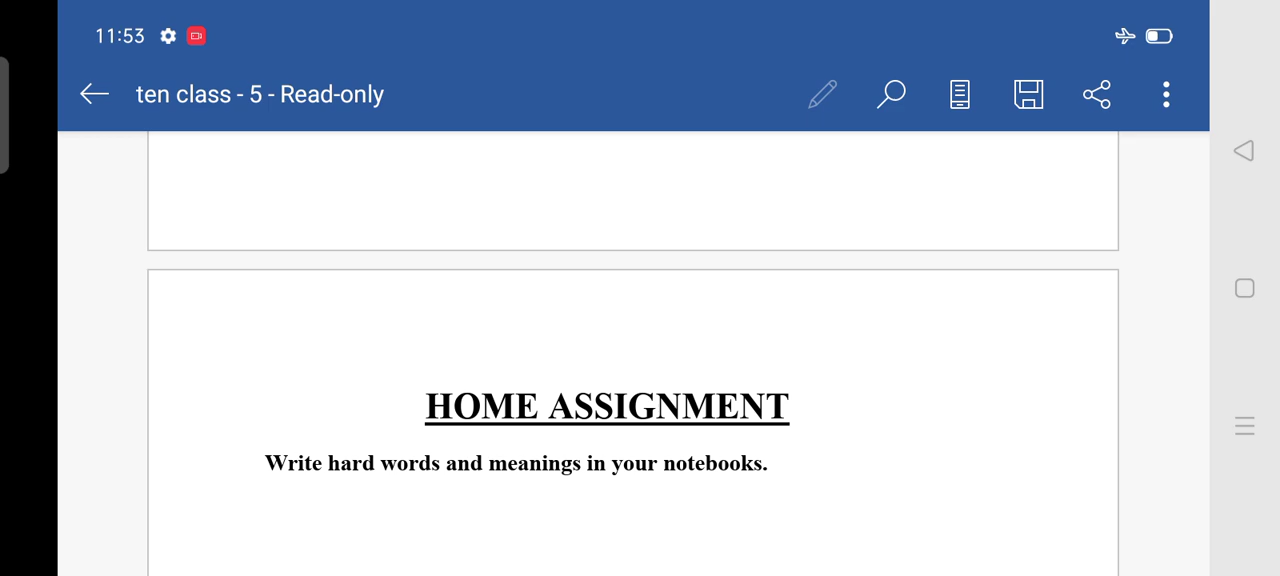 11:53
ten class - 5 - Read-only
HOME ASSIGNMENT
Write hard words and meanings in your notebooks.